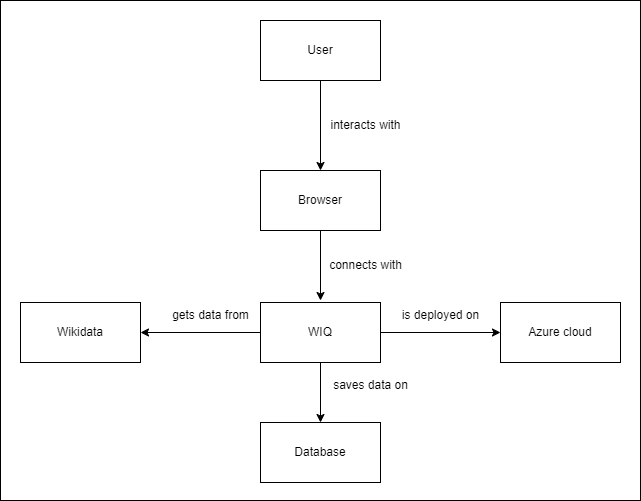 User
interacts with
Browser
connects with
gets data from
is deployed on
Wikidata
WIQ
Azure cloud
saves data on
Database